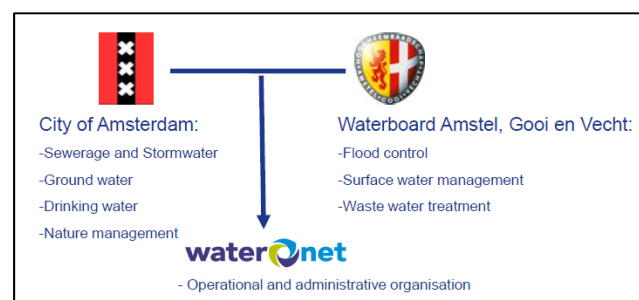 City of Amsterdam:
-Sewerage and Stormwater
-Ground water
-Drinking water
-Nature management
Waterboard Amstel, Gooi en Vecht:
-Flood control
-Surface water management
-Waste water treatment
waternet
- Operational and administrative organisation